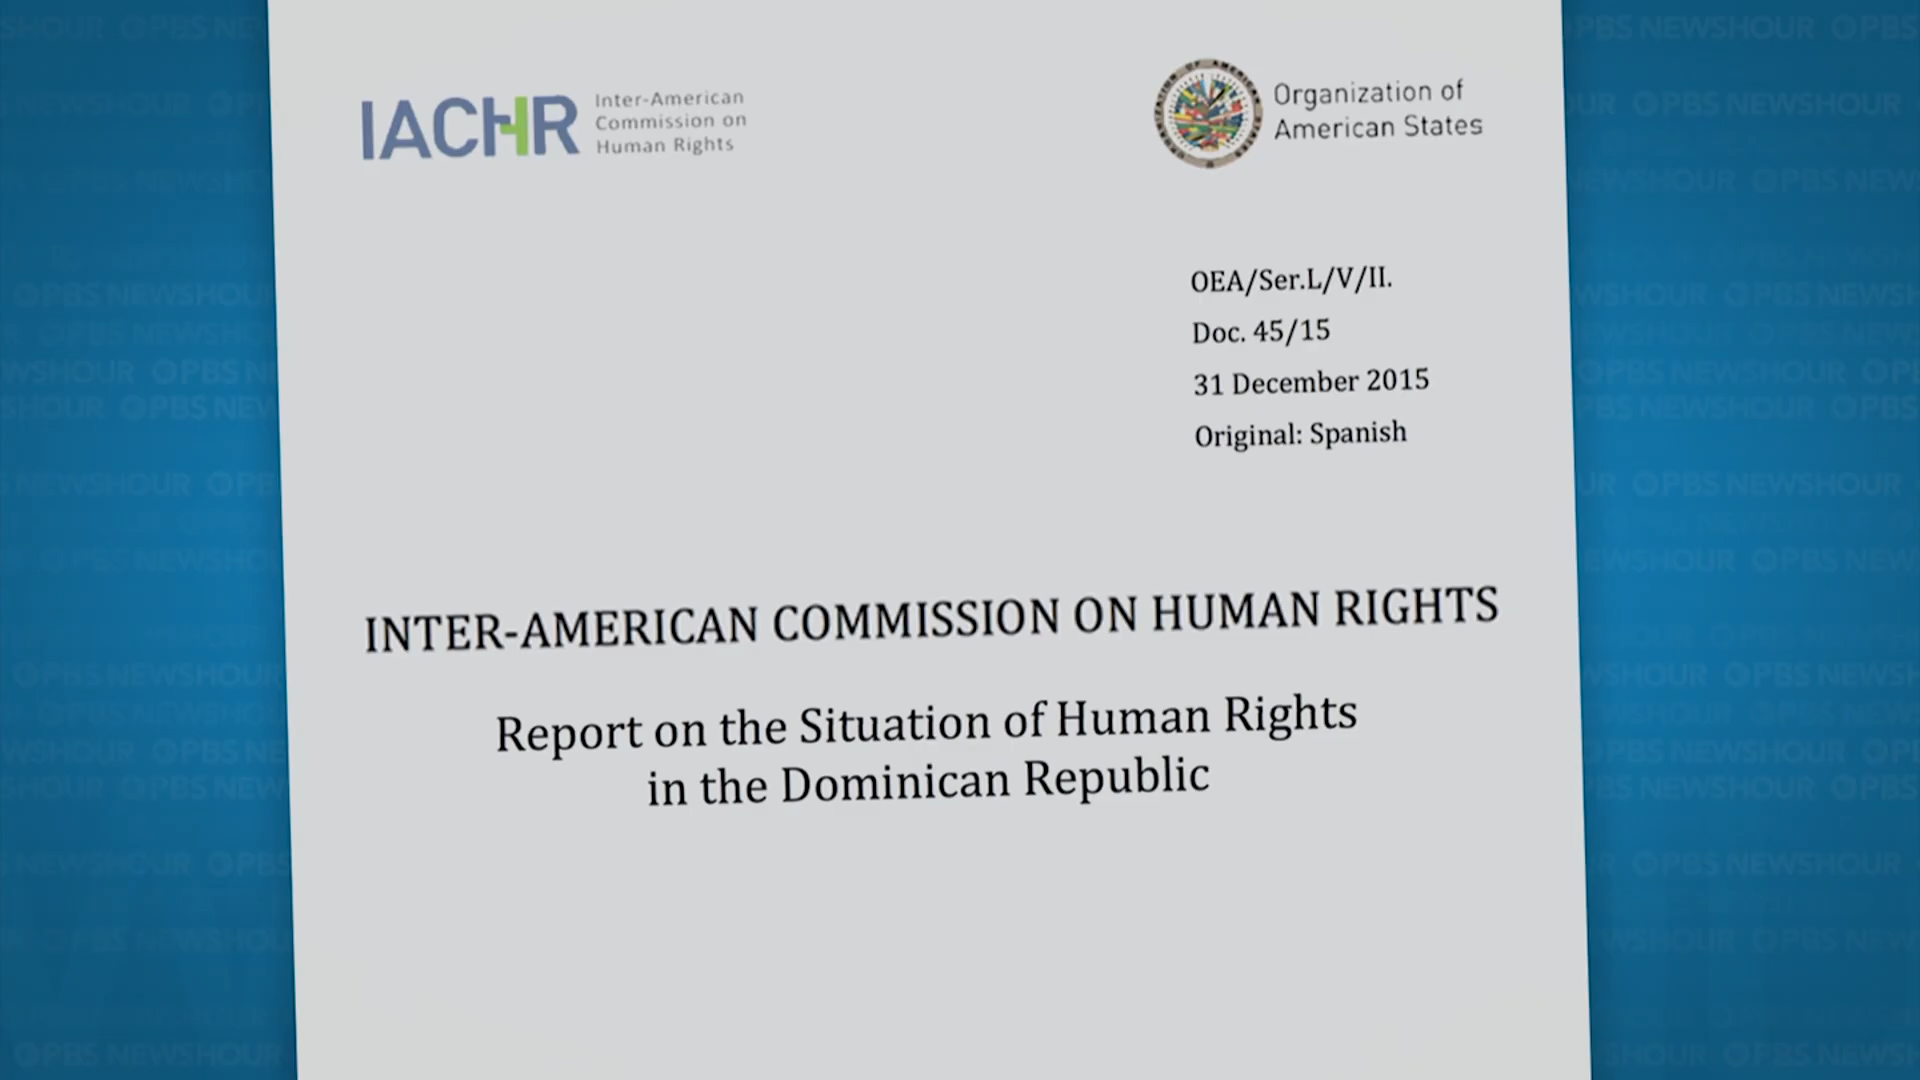 IACHR
Inter-American
Commission on
Human Rights
Organization of
American States
OEA/Ser.L/V/II.
Doc. 45/15
31 December 2015
Original: Spanish
INTER-AMERICAN COMMISSION ON HUMAN RIGHTS
Report on the Situation of Human Rights
in the Dominican Republic
PBS NEWSHOUR